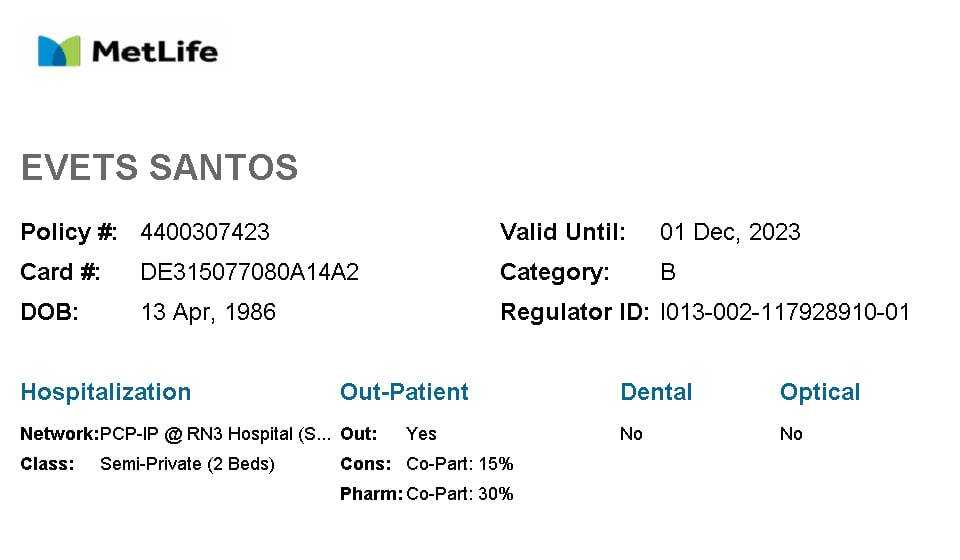 MetLife
EVETS SANTOS
Policy #: 4400307423 Valid Until: 01 Dec, 2023
Card #: DE315077080A14A2 Category: B
DOB: 13 Apr, 1986 Regulator ID: I013-002-117928910-01
Hospitalization Out-Patient Dental Optical
Network: PCP-IP @ RN3 Hospital (S... Out: Yes No No
Class: Semi-Private (2 Beds) Cons: Co-Part: 15%
Pharm: Co-Part: 30%